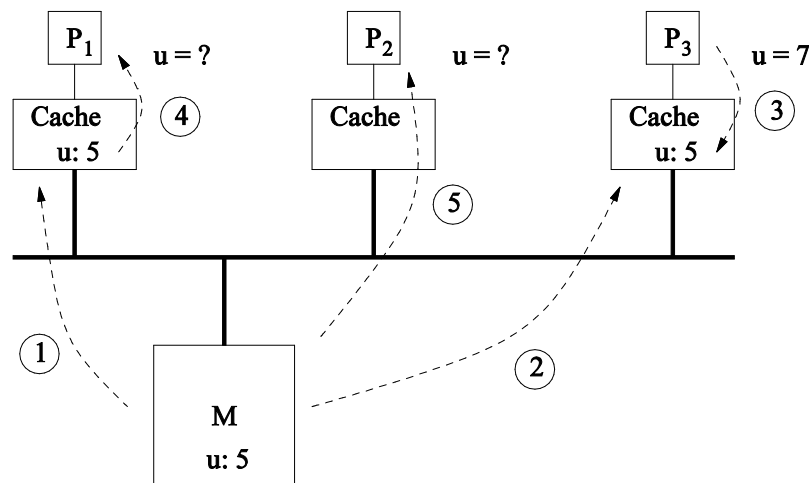 P1
u = ?
P2
u = ?
P3
u = 7
Cache
u: 5
4
Cache
5
Cache
u: 5
3
1
2
M
u: 5